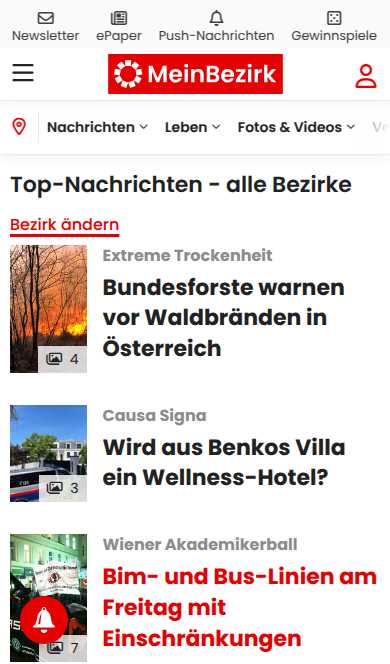 Newsletter
ePaper
Push-Nachrichten
Gewinnspiele
MeinBezirk
Nachrichten
Leben
Fotos & Videos
Top-Nachrichten - alle Bezirke
Bezirk ändern
Extreme Trockenheit
Bundesforste warnen
vor Waldbränden in
Österreich
4
Causa Signa
Wird aus Benkos Villa
ein Wellness-Hotel?
3
Wiener Akademikerball
Bim- und Bus-Linien am
Freitag mit
Einschränkungen
7